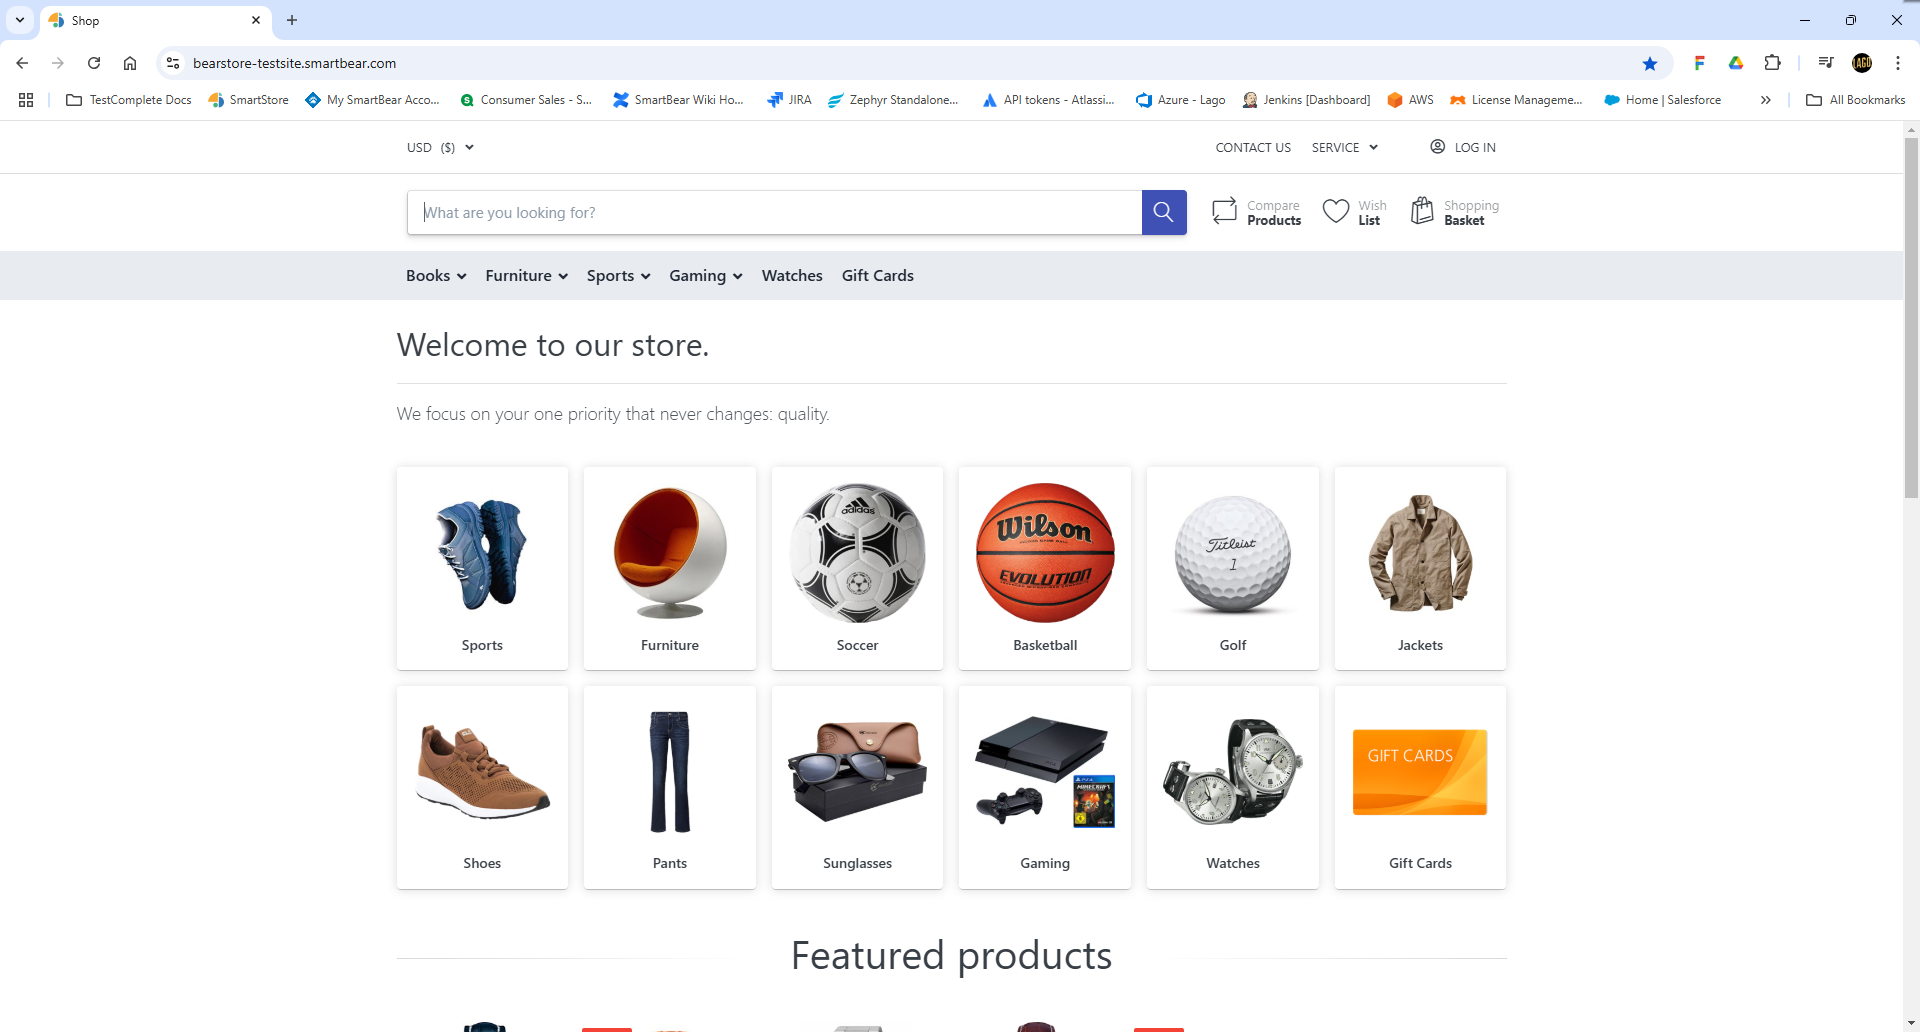 Shop
bearstore-testsite.smartbear.com
TestComplete Docs
SmartStore
My SmartBear Acco...
Consumer Sales - S...
SmartBear Wiki Ho...
JIRA
Zephyr Standalone...
API tokens - Atlassi...
Azure - Lago
Jenkins [Dashboard]
AWS
License Manageme...
Home | Salesforce
All Bookmarks
USD ($)
CONTACT US
SERVICE
LOG IN
What are you looking for?
Compare
Products
Wish
List
Shopping
Basket
Books
Furniture
Sports
Gaming
Watches
Gift Cards
Welcome to our store.
We focus on your one priority that never changes: quality.
adidas
Wilson
EVOLUTION
Titleist
1
Sports
Furniture
Soccer
Basketball
Golf
Jackets
MINECRAFT
GIFT CARDS
Shoes
Pants
Sunglasses
Gaming
Watches
Gift Cards
Featured products